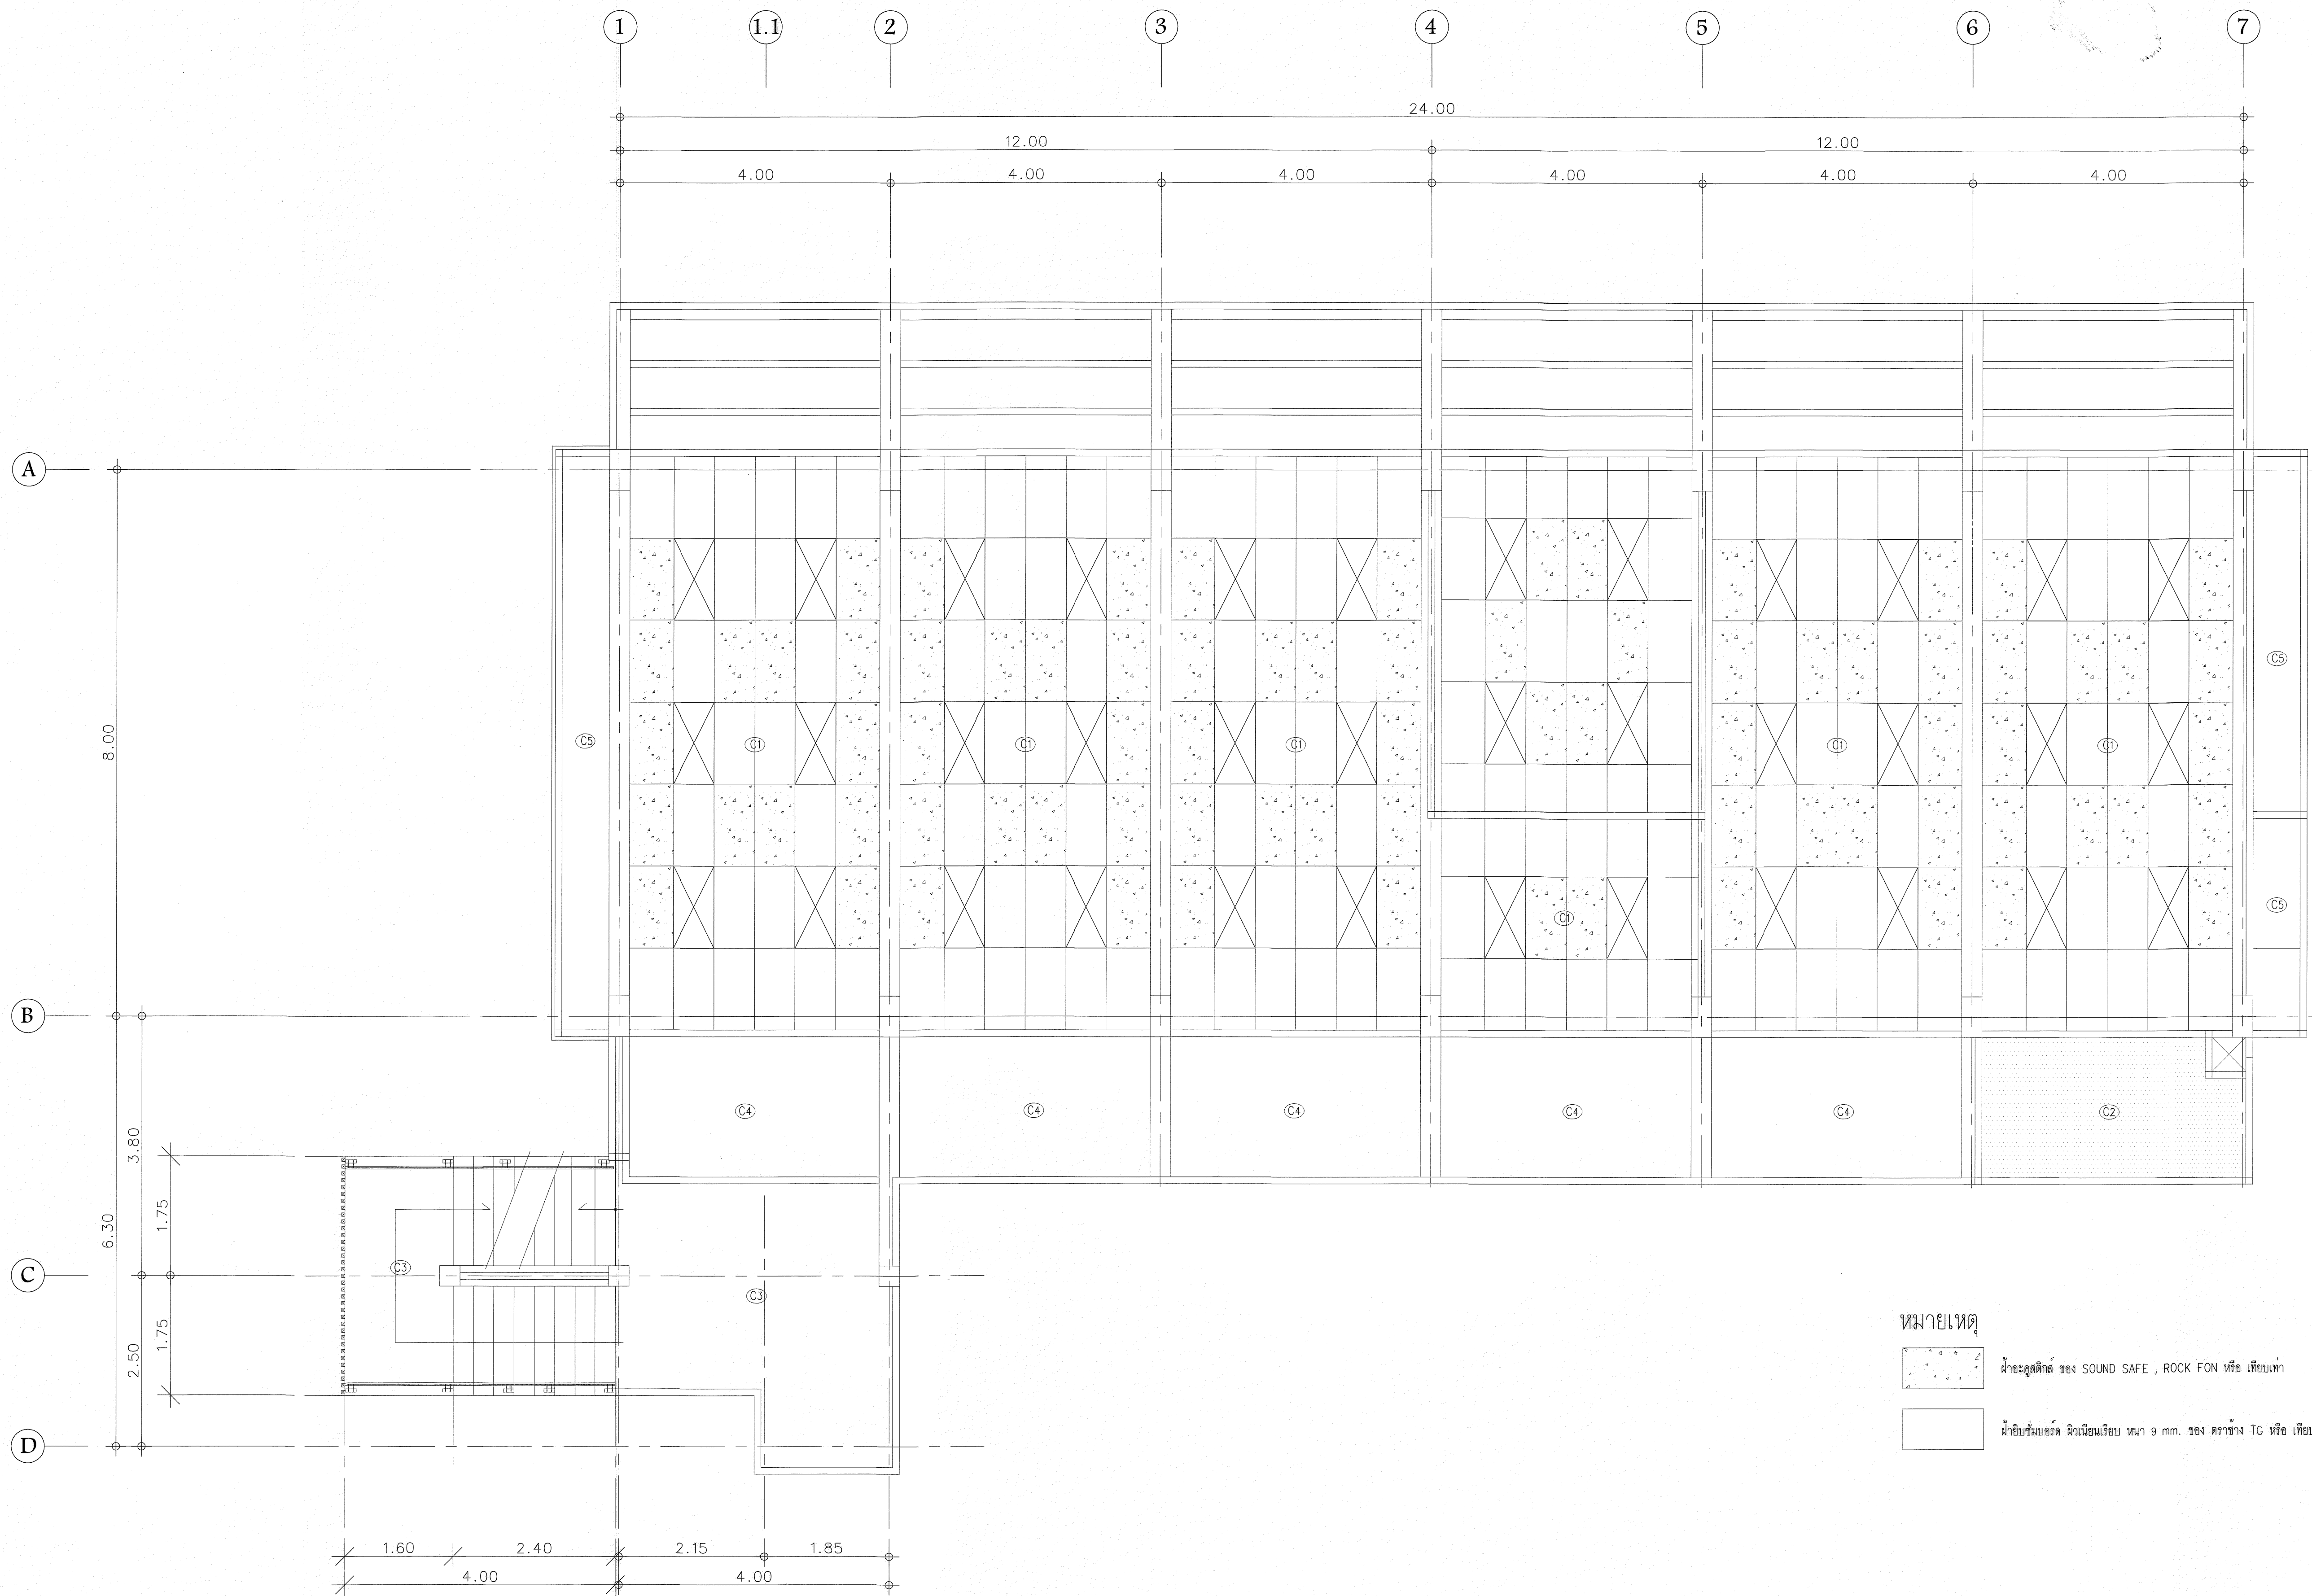 1 1.1 2 3 4 5 6 7
24.00
12.00 12.00
4.00 4.00 4.00 4.00 4.00 4.00
A
C5
8.00
C5 C1 C1 C1 C1 C1
C5
C1
B
C4 C4 C4 C4 C4 C2
3.80
1.75
6.30
C
C3
C3
1.75
2.50
D
หมายเหตุ
ฝ้าอะคูสติกส์ ของ SOUND SAFE , ROCK FON หรือ เทียบเท่า
ฝ้ายิบซั่มบอร์ด ผิวเนียนเรียบ หนา 9 mm. ของ ตราช้าง TG หรือ
1.60 2.40 2.15 1.85
4.00 4.00